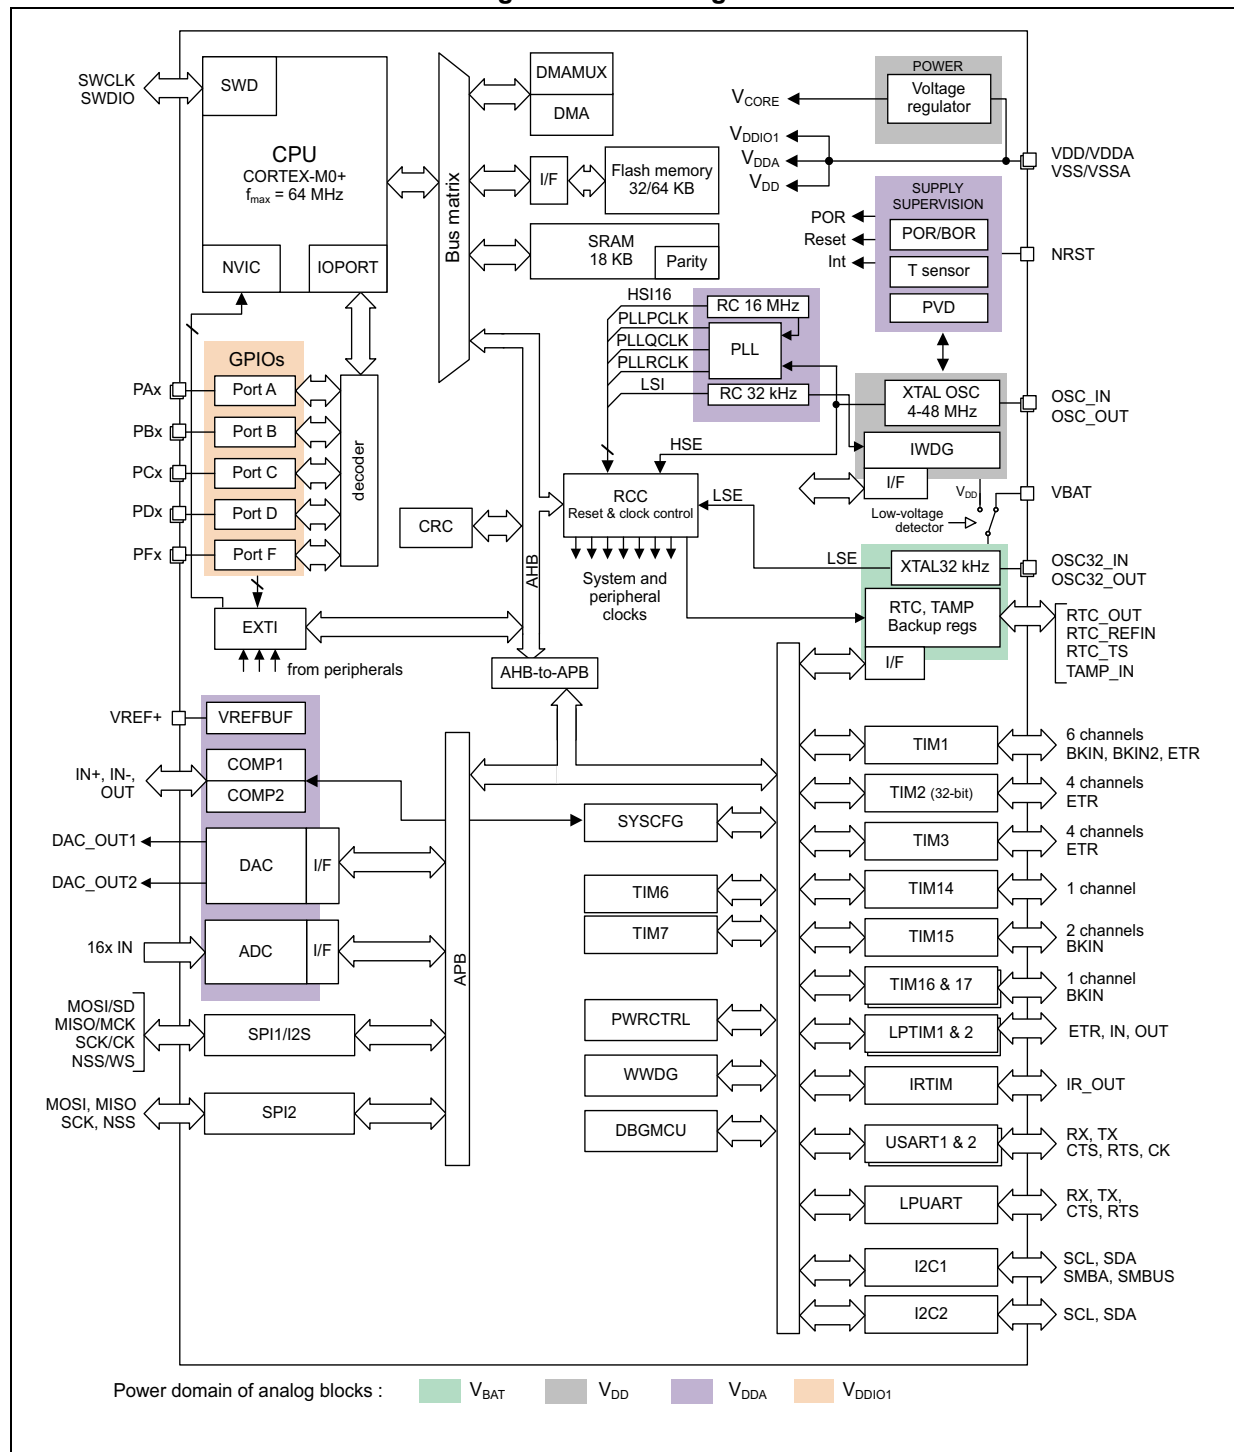 SWCLK
SWDIO
SWD
CPU
CORTEX-M0+
fmax = 64 MHz
NVIC
IOPORT
Bus matrix
DMAMUX
DMA
I/F
Flash memory
32/64 KB
SRAM
18 KB
Parity
POWER
Voltage
regulator
VCORE
VDDIO1
VDDA
VDD
VDD/VDDA
VSS/VSSA
SUPPLY
SUPERVISION
POR
Reset
Int
POR/BOR
T sensor
PVD
NRST
HSI16
PLLPCLK
PLLQCLK
PLLRCLK
LSI
RC 16 MHz
PLL
RC 32 kHz
XTAL OSC
4-48 MHz
OSC_IN
OSC_OUT
IWDG
I/F
HSE
GPIOs
PAx
Port A
PBx
Port B
PCx
Port C
PDx
Port D
PFx
Port F
decoder
CRC
AHB
RCC
Reset & clock control
LSE
System and
peripheral
clocks
VDD
VBAT
Low-voltage
detector
LSE
XTAL32 kHz
OSC32_IN
OSC32_OUT
RTC, TAMP
Backup regs
I/F
RTC_OUT
RTC_REFIN
RTC_TS
TAMP_IN
EXTI
from peripherals
AHB-to-APB
VREF+
VREFBUF
IN+, IN-,
OUT
COMP1
COMP2
DAC_OUT1
DAC_OUT2
DAC
I/F
16x IN
ADC
I/F
APB
MOSI/SD
MISO/MCK
SCK/CK
NSS/WS
SPI1/I2S
MOSI, MISO
SCK, NSS
SPI2
SYSCFG
TIM6
TIM7
PWRCTRL
WWDG
DBGMCU
TIM1
6 channels
BKIN, BKIN2, ETR
TIM2 (32-bit)
4 channels
ETR
TIM3
4 channels
ETR
TIM14
1 channel
TIM15
2 channels
BKIN
TIM16 & 17
1 channel
BKIN
LPTIM1 & 2
ETR, IN, OUT
IRTIM
IR_OUT
USART1 & 2
RX, TX
CTS, RTS, CK
LPUART
RX, TX,
CTS, RTS
I2C1
SCL, SDA
SMBA, SMBUS
I2C2
SCL, SDA
Power domain of analog blocks :
VBAT
VDD
VDDA
VDDIO1